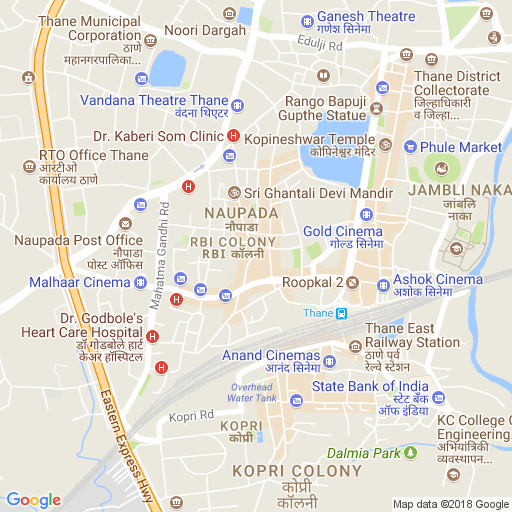 Ganesh Theatre
गणेश सिनेमा
Thane Municipal
Corporation
ठाणे
महानगरपालिका...
Noori Dargah
Edulji Rd
Thane District
Collectorate
जिल्हाधिकारी
व जिल्हा...
Vandana Theatre Thane
वंदना थिएटर
Rango Bapuji
Gupthe Statue
Dr. Kaberi Som Clinic
Kopineshwar Temple
कोपिनेश्वर मंदिर
Phule Market
RTO Office Thane
आरटीओ
कार्यालय ठाणे
Sri Ghantali Devi Mandir
JAMBLI NAKA
जांबलि
नाका
NAUPADA
नौपाडा
Mahatma Gandhi Rd
Gold Cinema
गोल्ड सिनेमा
Naupada Post Office
नौपाडा
पोस्ट ऑफिस
RBI COLONY
RBI कॉलनी
Malhaar Cinema
Roopkal 2
Ashok Cinema
अशोक सिनेमा
Dr. Godbole's
Heart Care Hospital
डॉ गोडबोले हार्ट
केअर हॉस्पिटल
Thane
Thane East
Railway Station
ठाणे पुर्व
रेल्वे स्टेशन
Anand Cinemas
आनंद सिनेमा
Overhead
Water Tank
State Bank of India
स्टेट बँक
ऑफ इंडिया
Eastern Express Hwy
Kopri Rd
KOPRI
कोप्री
KC College O
Engineering...
अभियांत्रिकी
व्यवस्थापन...
Dalmia Park
KOPRI COLONY
कोप्री
कॉलनी
Google
Map data ©2018 Google